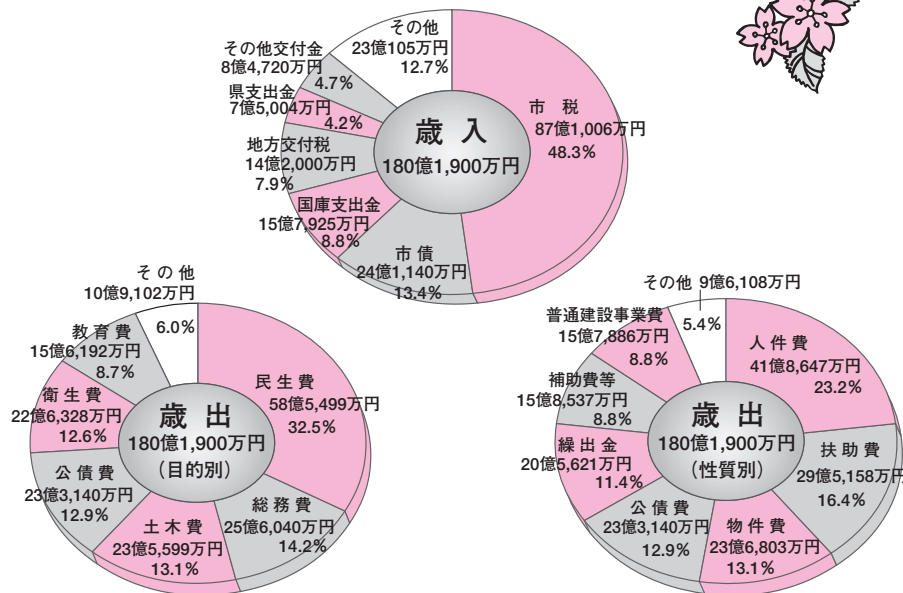 歳入
180億1,900万円
市税
87億1,006万円
48.3%
市債
24億1,140万円
13.4%
国庫支出金
15億7,925万円
8.8%
地方交付税
14億2,000万円
7.9%
県支出金
7億5,004万円
4.2%
その他交付金
8億4,720万円
4.7%
その他
23億105万円
12.7%
歳出
180億1,900万円
(目的別)
民生費
58億5,499万円
32.5%
総務費
25億6,040万円
14.2%
土木費
23億5,599万円
13.1%
公債費
23億3,140万円
12.9%
衛生費
22億6,328万円
12.6%
教育費
15億6,192万円
8.7%
その他
10億9,102万円
6.0%
歳出
180億1,900万円
(性質別)
人件費
41億8,647万円
23.2%
扶助費
29億5,158万円
16.4%
物件費
23億6,803万円
13.1%
公債費
23億3,140万円
12.9%
繰出金
20億5,621万円
11.4%
補助費等
15億8,537万円
8.8%
普通建設事業費
15億7,886万円
8.8%
その他 9億6,108万円
5.4%